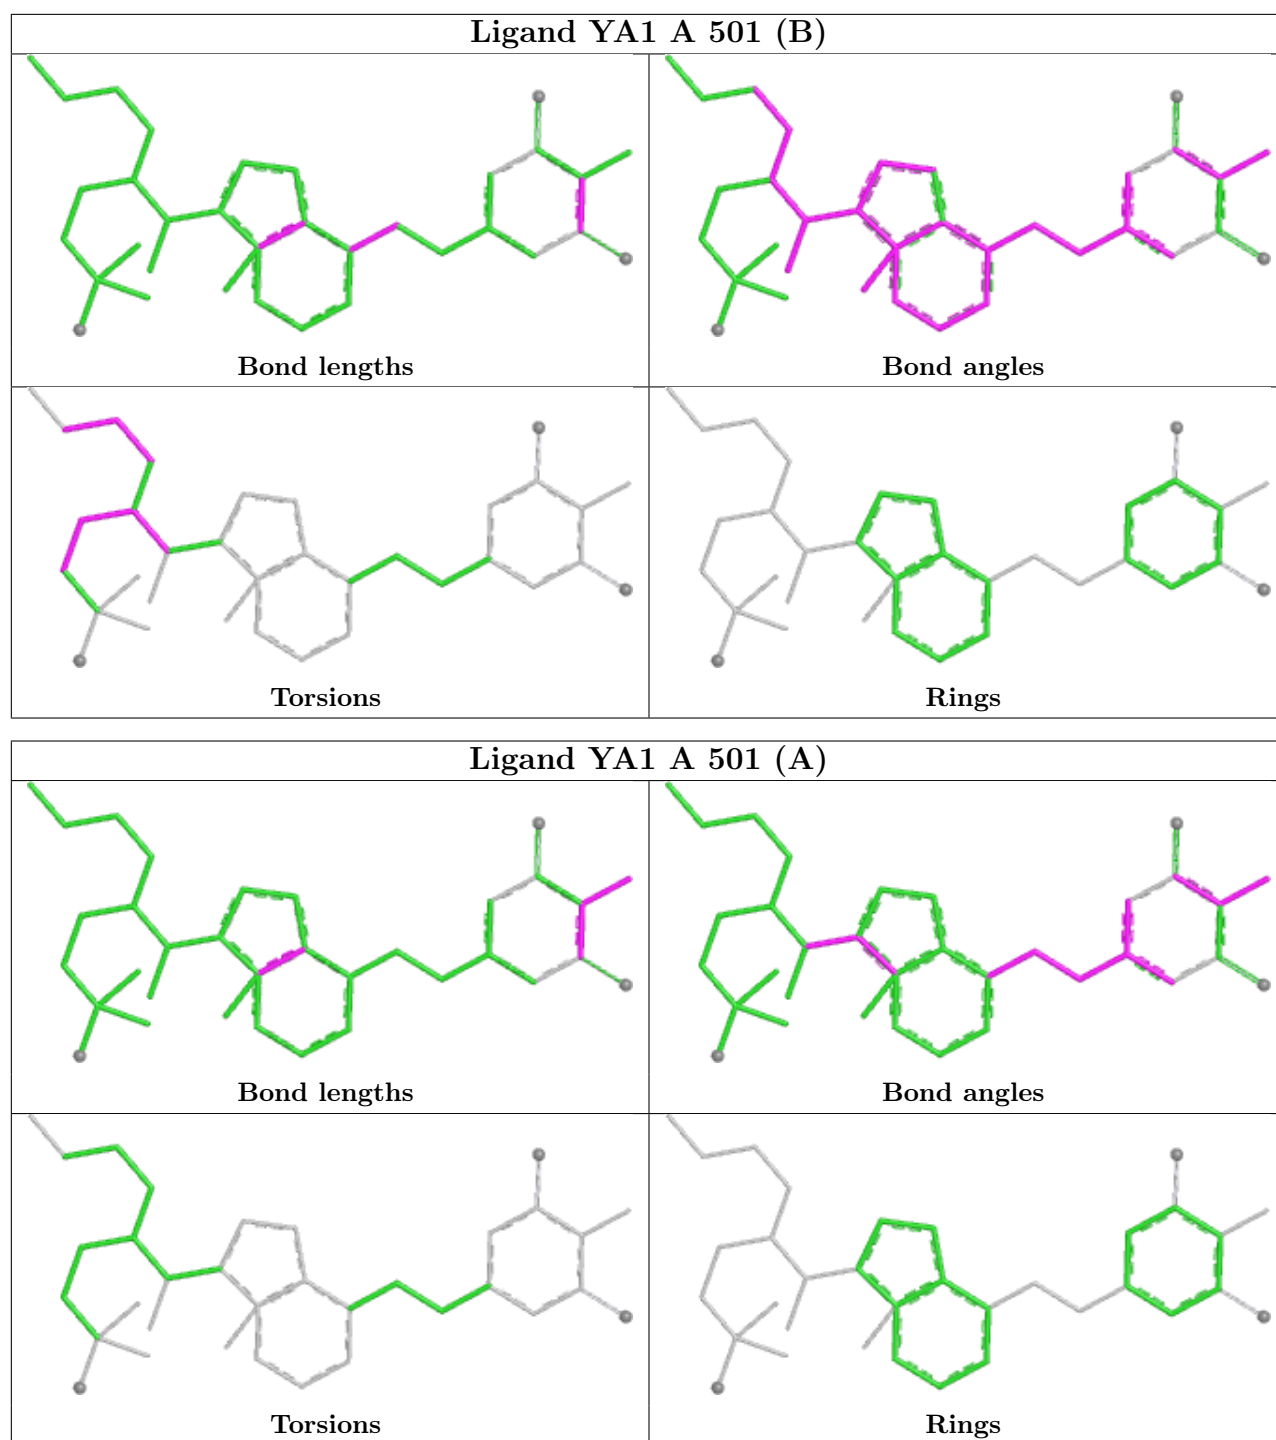 Ligand YA1 A 501 (B)
Bond lengths
Bond angles
Torsions
Rings
Ligand YA1 A 501 (A)
Bond lengths
Bond angles
Torsions
Rings